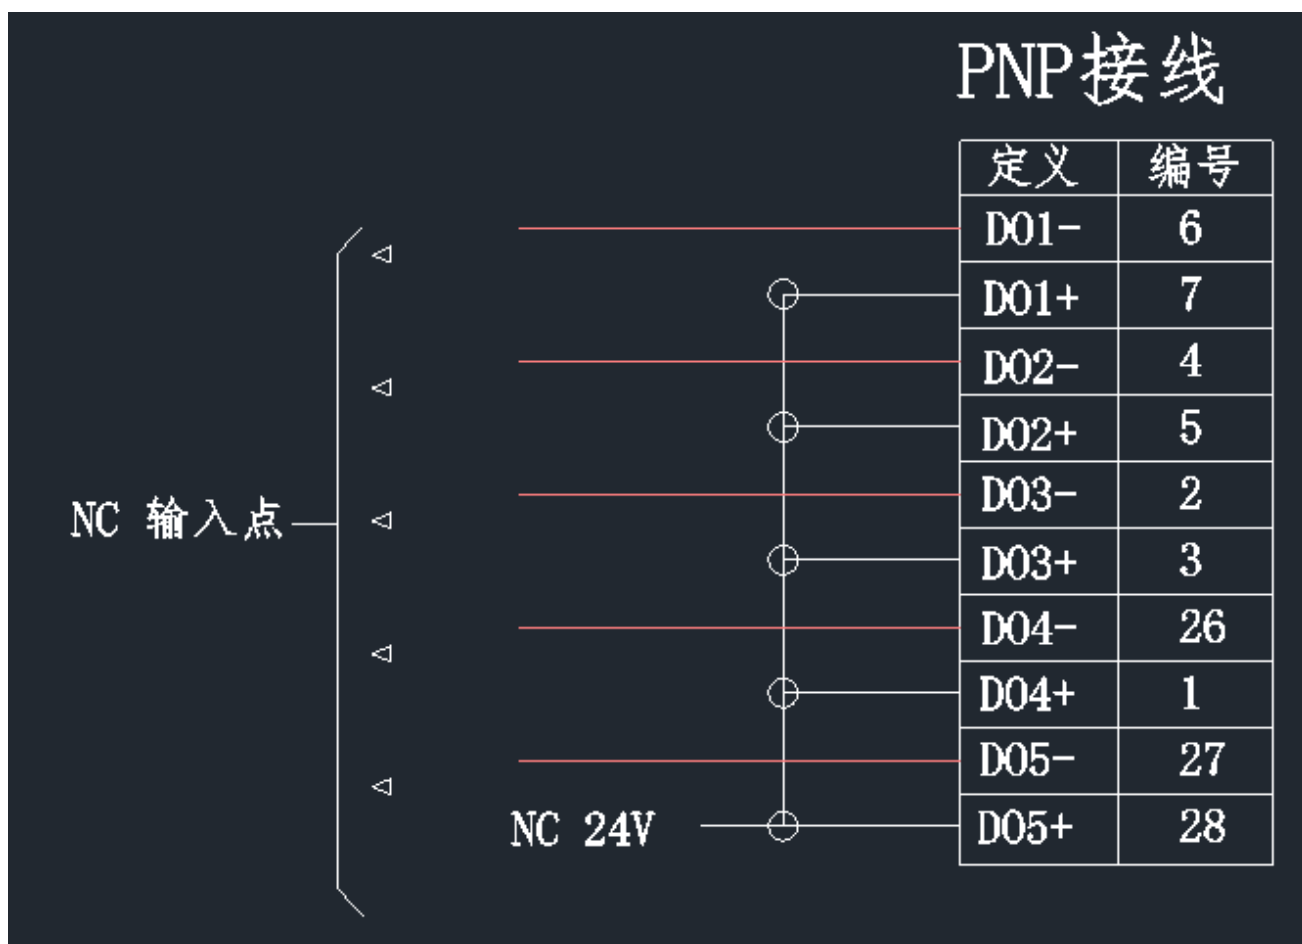 PNP接线
定义 编号
DO1- 6
DO1+ 7
DO2- 4
DO2+ 5
DO3- 2
NC 输入点
DO3+ 3
DO4- 26
DO4+ 1
DO5- 27
NC 24V DO5+ 28